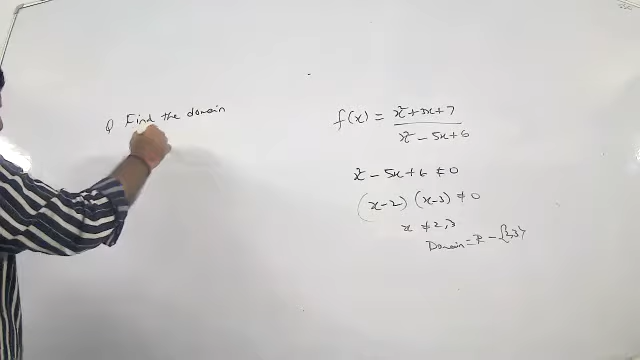 Q Find the domain
f(x) = x² + 3x + 7 / x² - 5x + 6
x² - 5x + 6 ≠ 0
(x-2) (x-3) ≠ 0
x ≠ 2,3
Domain = R - {2,3}